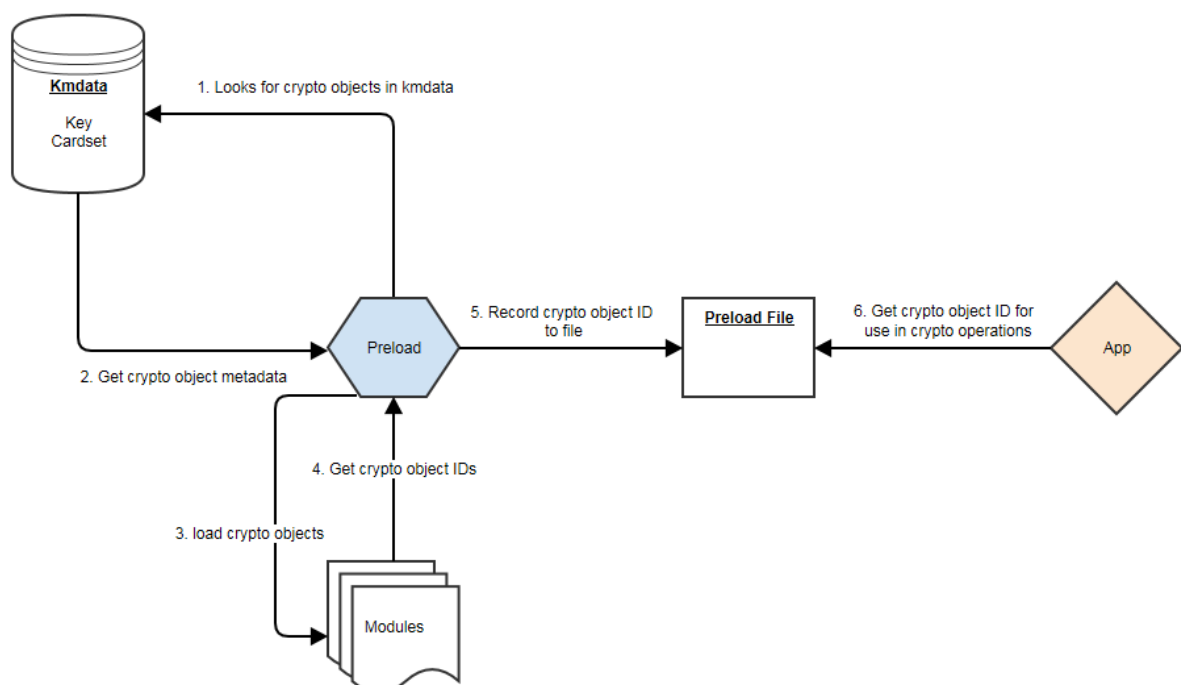 1. Looks for crypto objects in kmdata
Kmdata
Key
Cardset
5. Record crypto object ID
to file
Preload File
6. Get crypto object ID for
use in crypto operations
Preload
App
2. Get crypto object metadata
4. Get crypto object IDs
3. load crypto objects
Modules